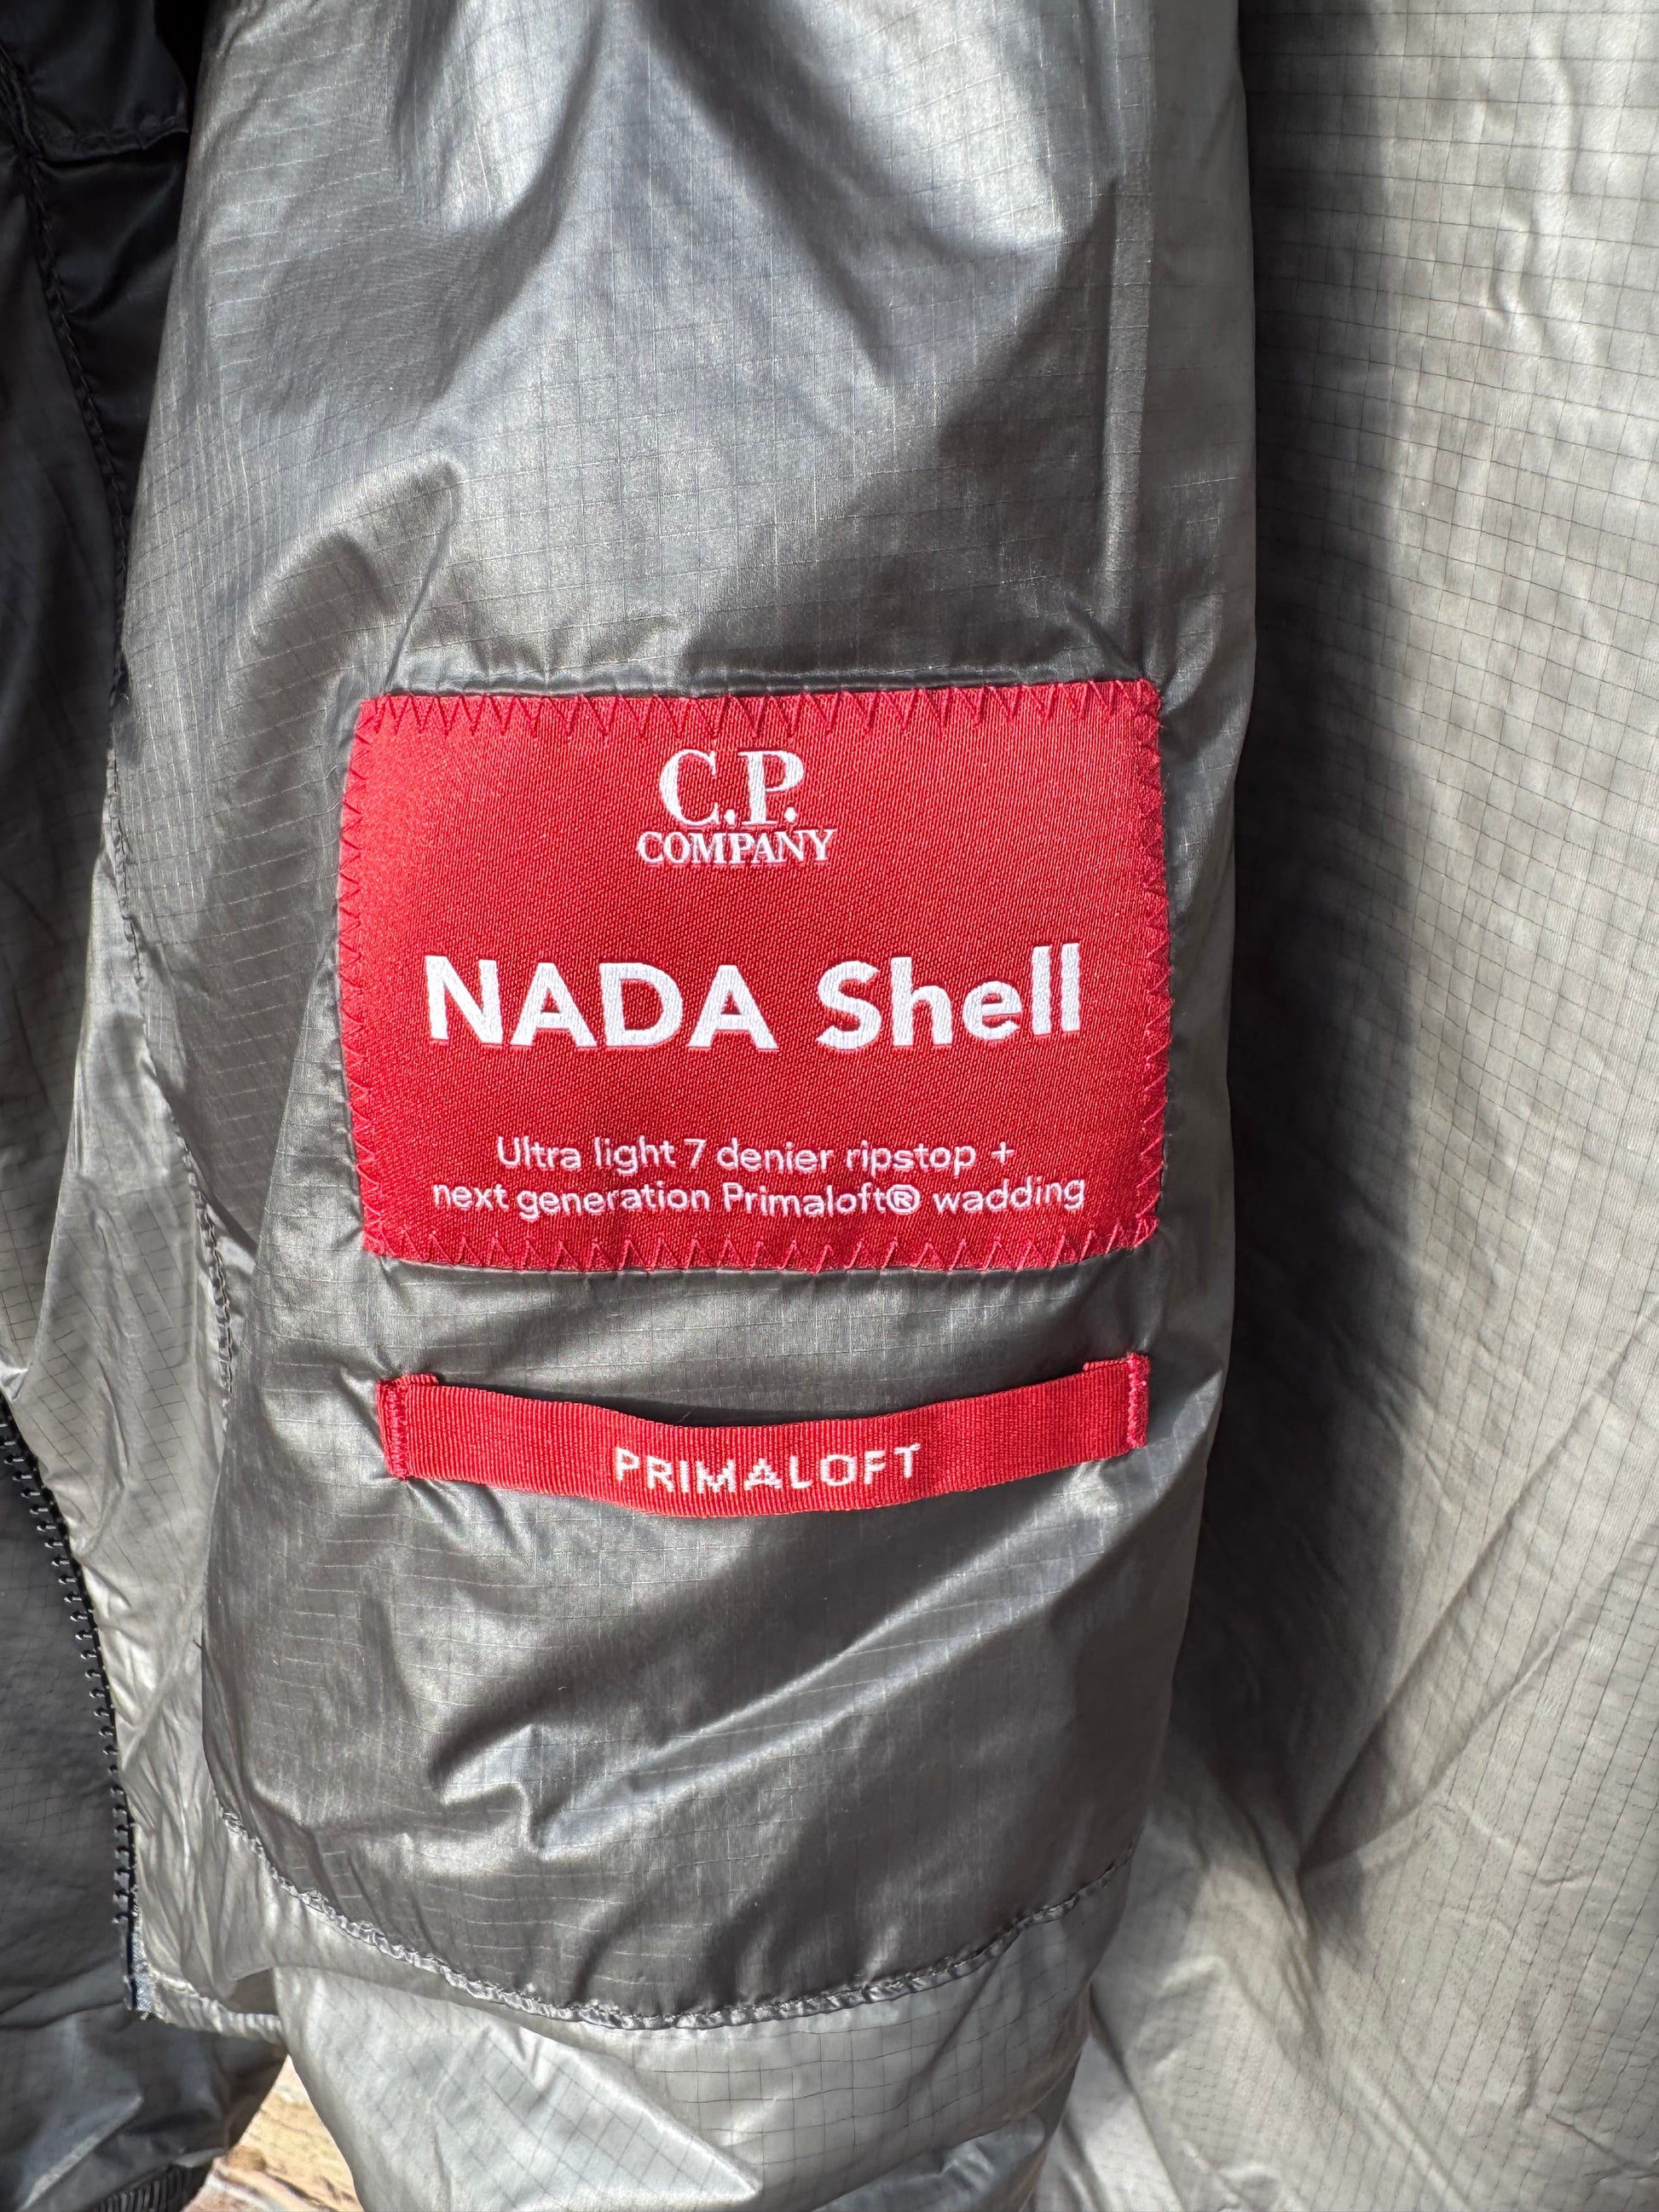 C.P.
COMPANY
NADA Shell
Ultra light 7 denier ripstop +
next generation Primaloft® wadding
PRIMALOFT